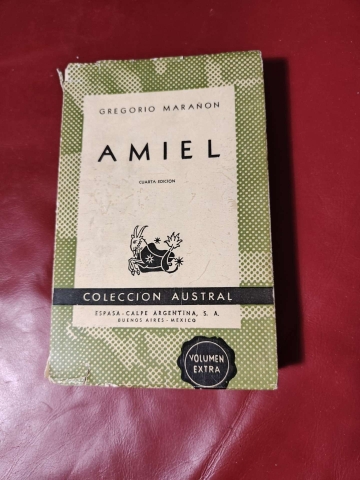 GREGORIO MARAÑON
AMIEL
CUARTA EDICION
COLECCION AUSTRAL
ESPASA-CALPE ARGENTINA, S. A.
BUENOS AIRES-MEXICO
VOLUMEN
EXTRA